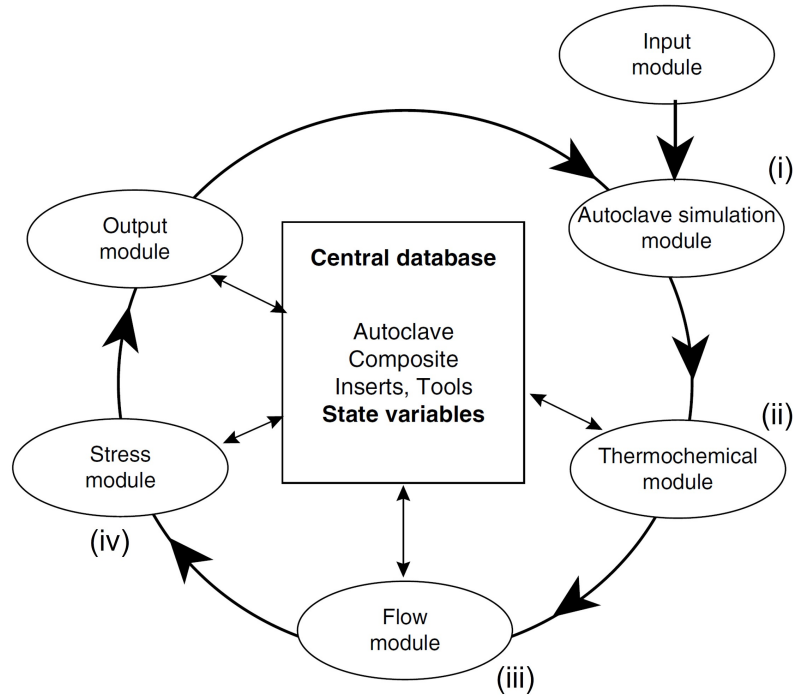 Input
module
(i)
Autoclave simulation
module
Output
module
Central database
Autoclave
Composite
Inserts, Tools
State variables
(ii)
Thermochemical
module
Stress
module
(iv)
Flow
module
(iii)